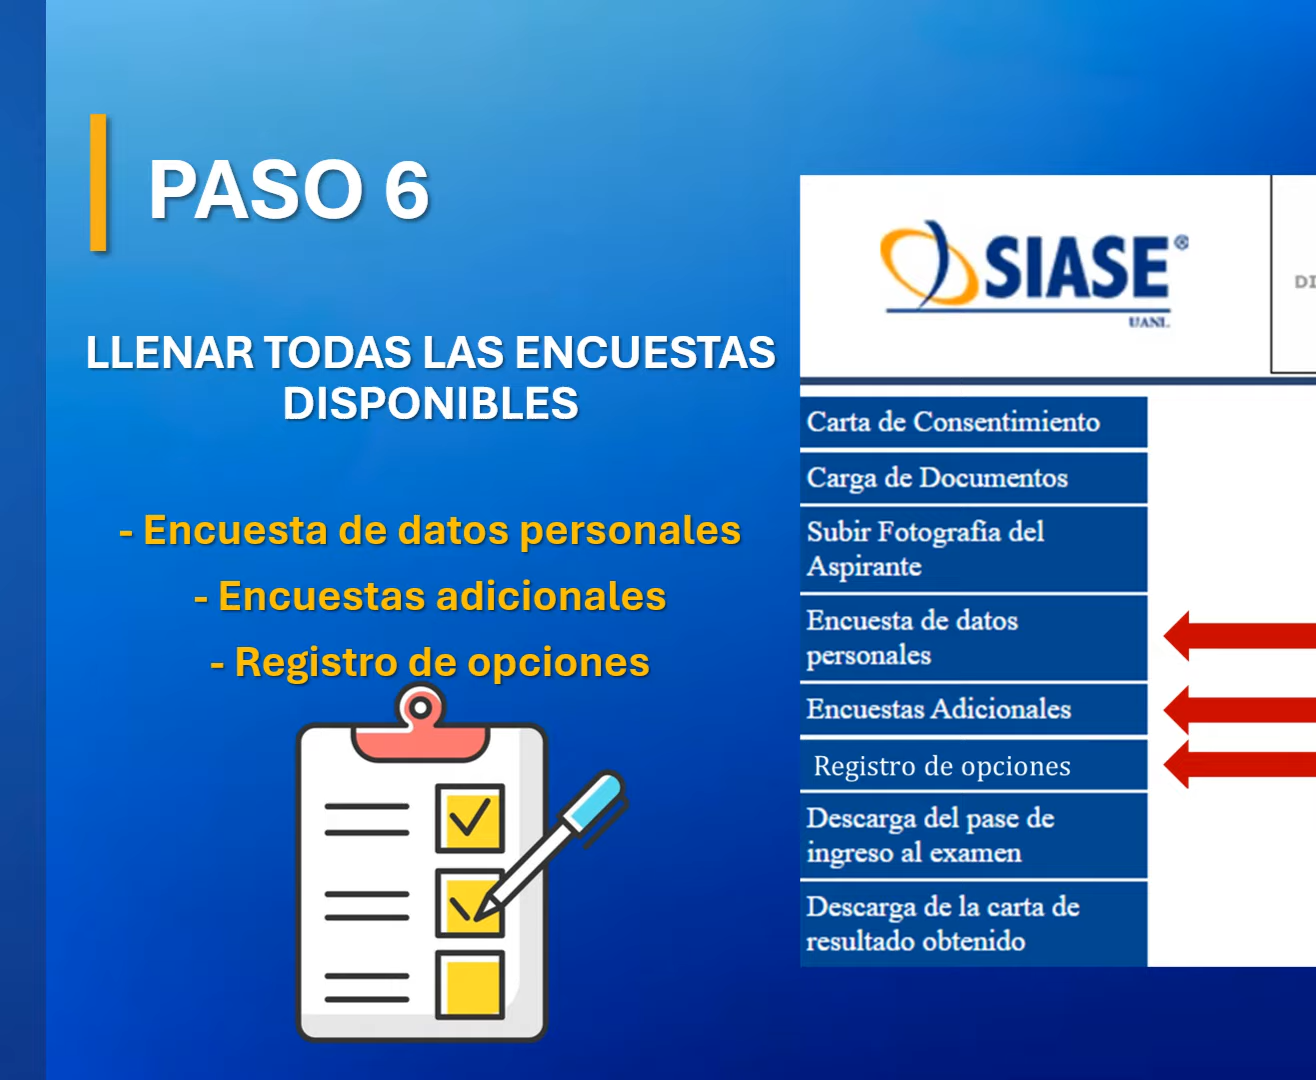 PASO 6
LLENAR TODAS LAS ENCUESTAS
DISPONIBLES
- Encuesta de datos personales
- Encuestas adicionales
- Registro de opciones
SIASE®
UANL
DI
Carta de Consentimiento
Carga de Documentos
Subir Fotografía del
Aspirante
Encuesta de datos
personales
Encuestas Adicionales
Registro de opciones
Descarga del pase de
ingreso al examen
Descarga de la carta de
resultado obtenido